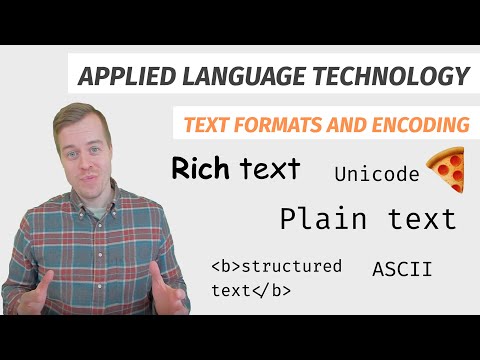 APPLIED LANGUAGE TECHNOLOGY
TEXT FORMATS AND ENCODING
Rich text
Unicode
Plain text
<b>structured
text</b>
ASCII